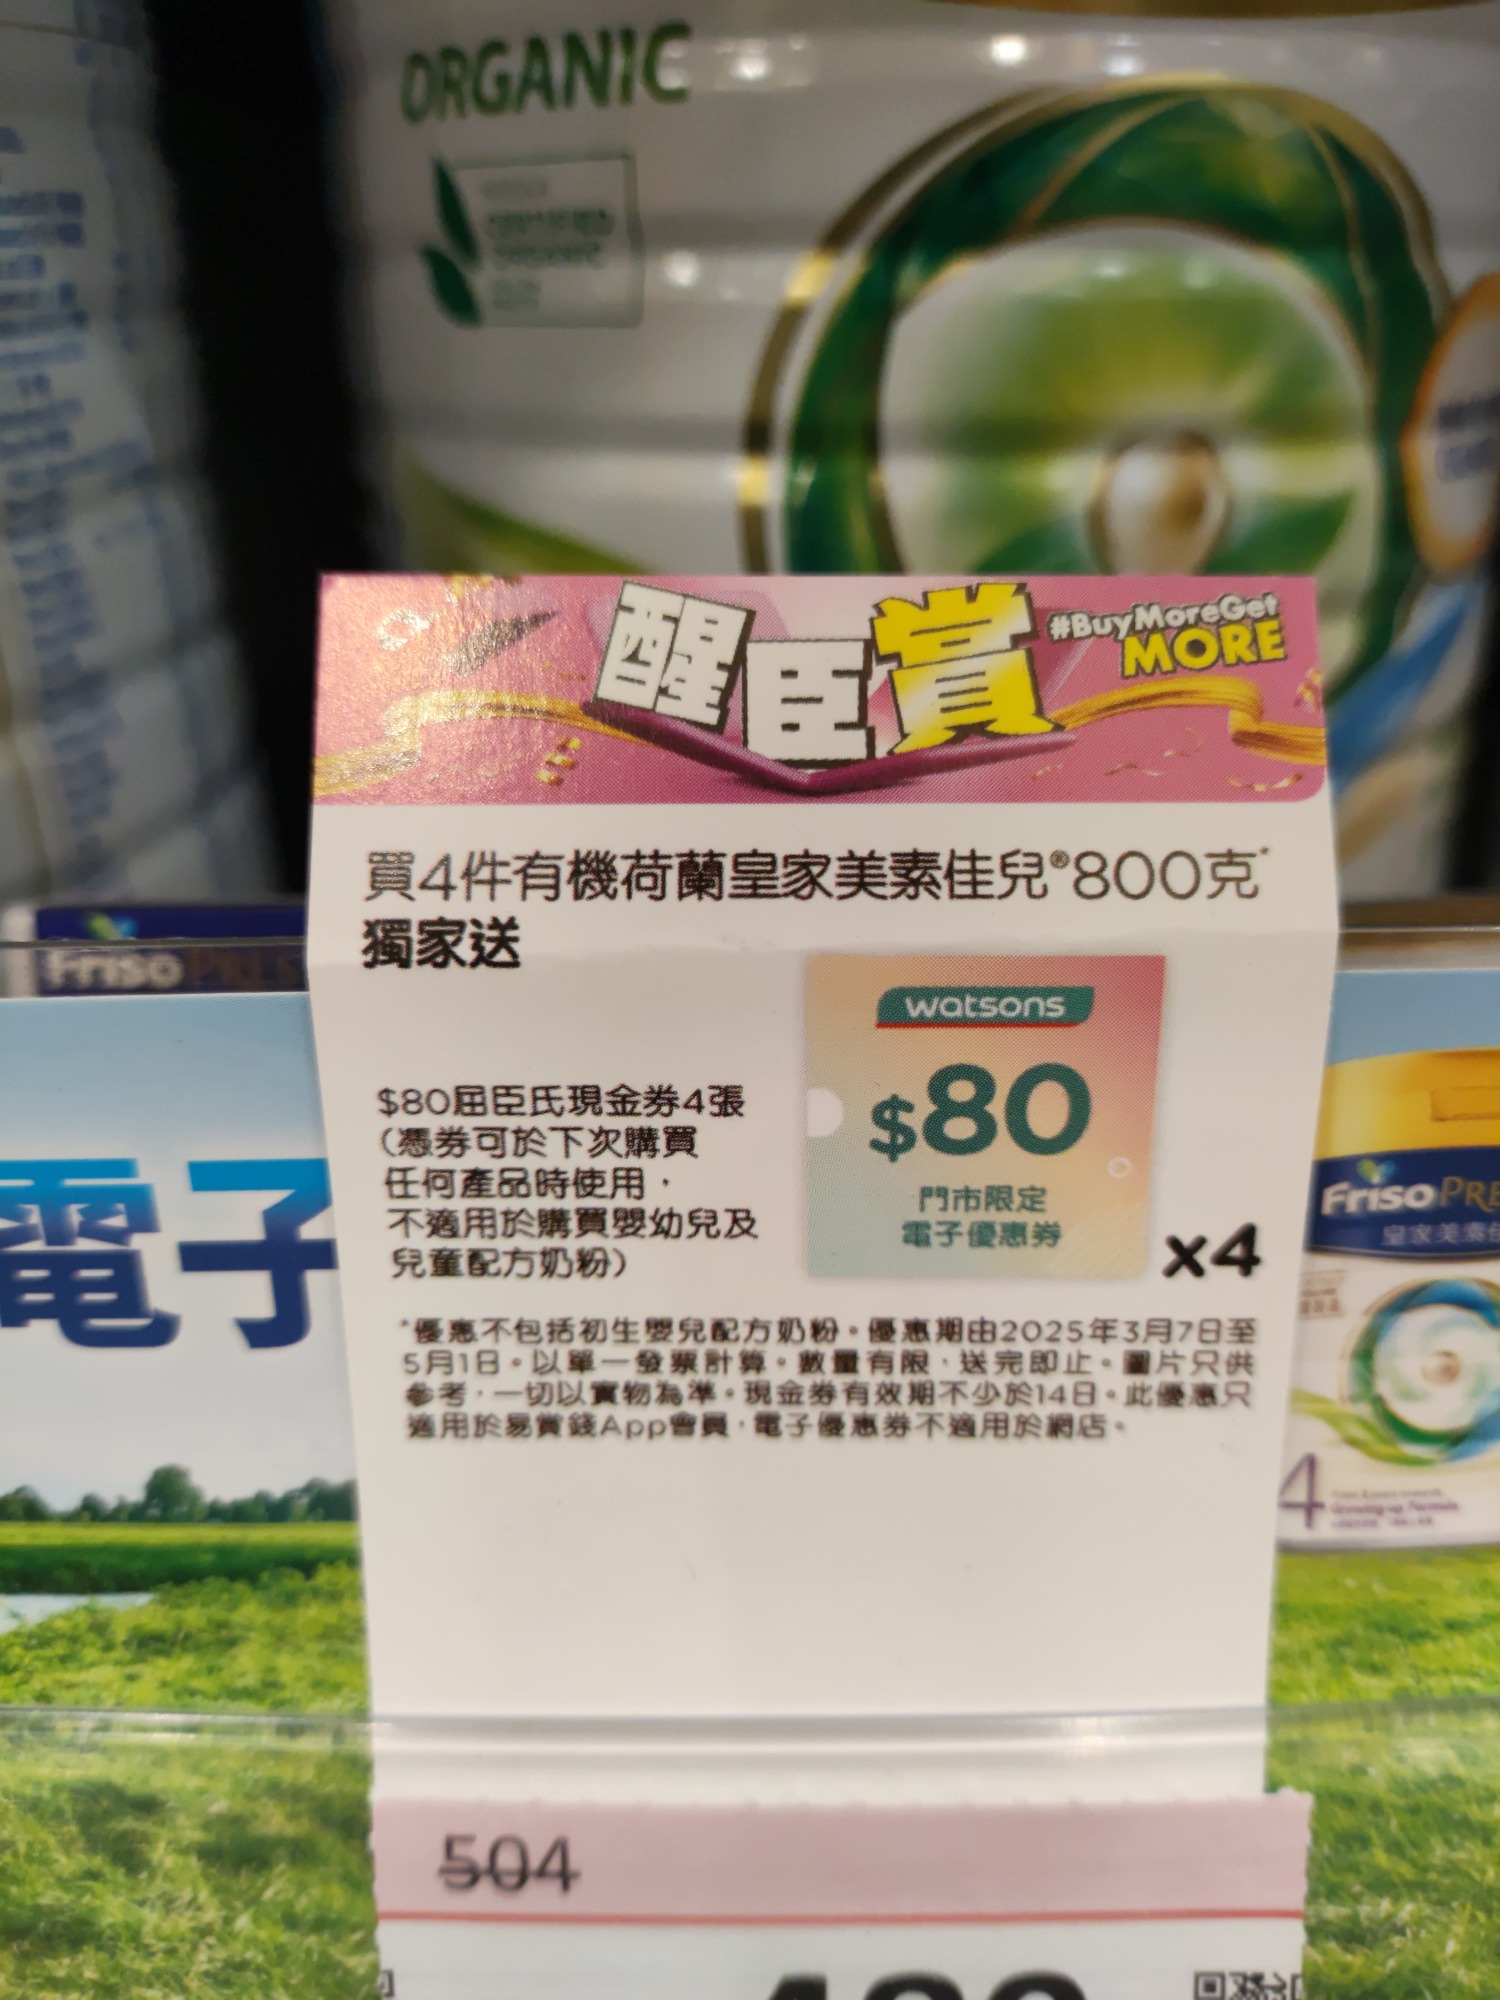 ORGANIC
CERTIFIED
ORGANIC
醒臣賞
#BuyMoreGet
MORE
買4件有機荷蘭皇家美素佳兒®800克*
獨家送
watsons
$80
門市限定
電子優惠券
x4
$80屈臣氏現金券4張
(憑券可於下次購買
任何產品時使用，
不適用於購買嬰幼兒及
兒童配方奶粉)
*優惠不包括初生嬰兒配方奶粉。優惠期由2025年3月7日至
5月1日。以單一發票計算。數量有限，送完即止。圖片只供
參考，一切以實物為準。現金券有效期不少於14日。此優惠只
適用於易賞錢App會員，電子優惠券不適用於網店。
Friso
電子
Friso PRE
皇家美素佳
4
504